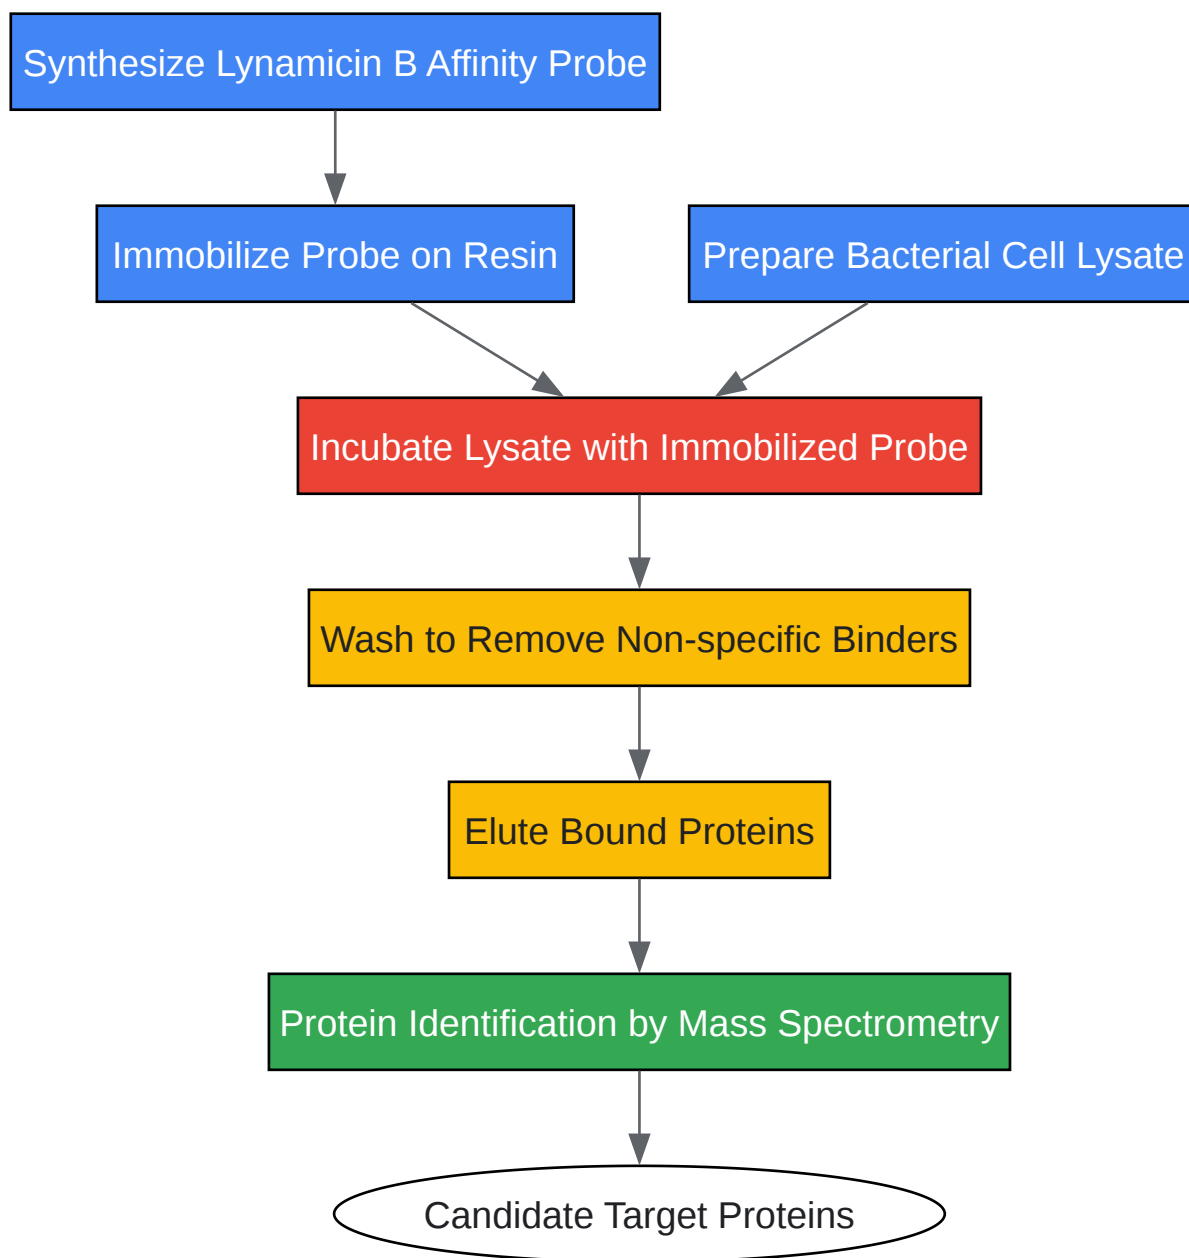 Synthesize Lynamicin B Affinity Probe
Immobilize Probe on Resin
Prepare Bacterial Cell Lysate
Incubate Lysate with Immobilized Probe
Wash to Remove Non-specific Binders
Elute Bound Proteins
Protein Identification by Mass Spectrometry
Candidate Target Proteins